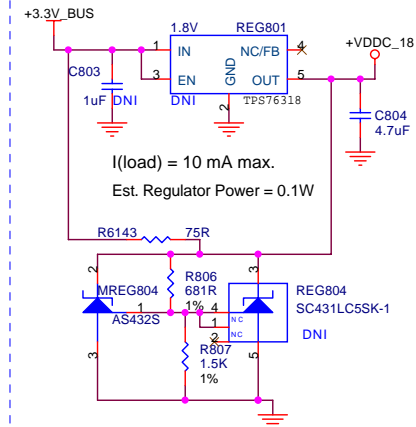 +3.3V_BUS
1.8V REG801
+VDDC_18
1 IN NC/FB 4
C803
3 EN OUT 5
GND
1uF DNI DNI 2 TPS76318
C804
4.7uF
I(load) = 10 mA max.
Est. Regulator Power = 0.1W
R6143 75R
2 R806 3
MREG804 681R REG804
1 1% 4 SC431LC5SK-1
AS432S NC 1
NC 2 DNI
R807
3 1.5K 5
1%